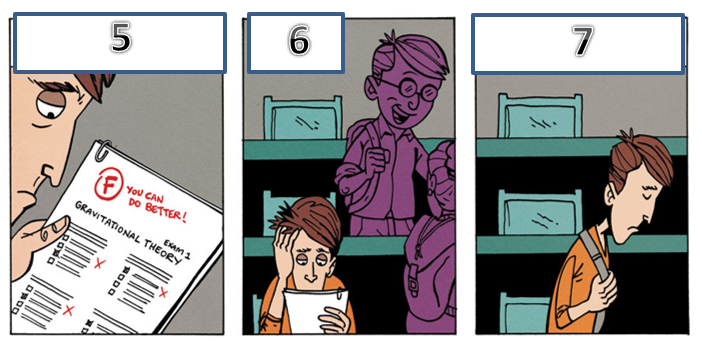 5
6
7
F
YOU CAN
DO BETTER!
GRAVITATIONAL THEORY
EXAM 1